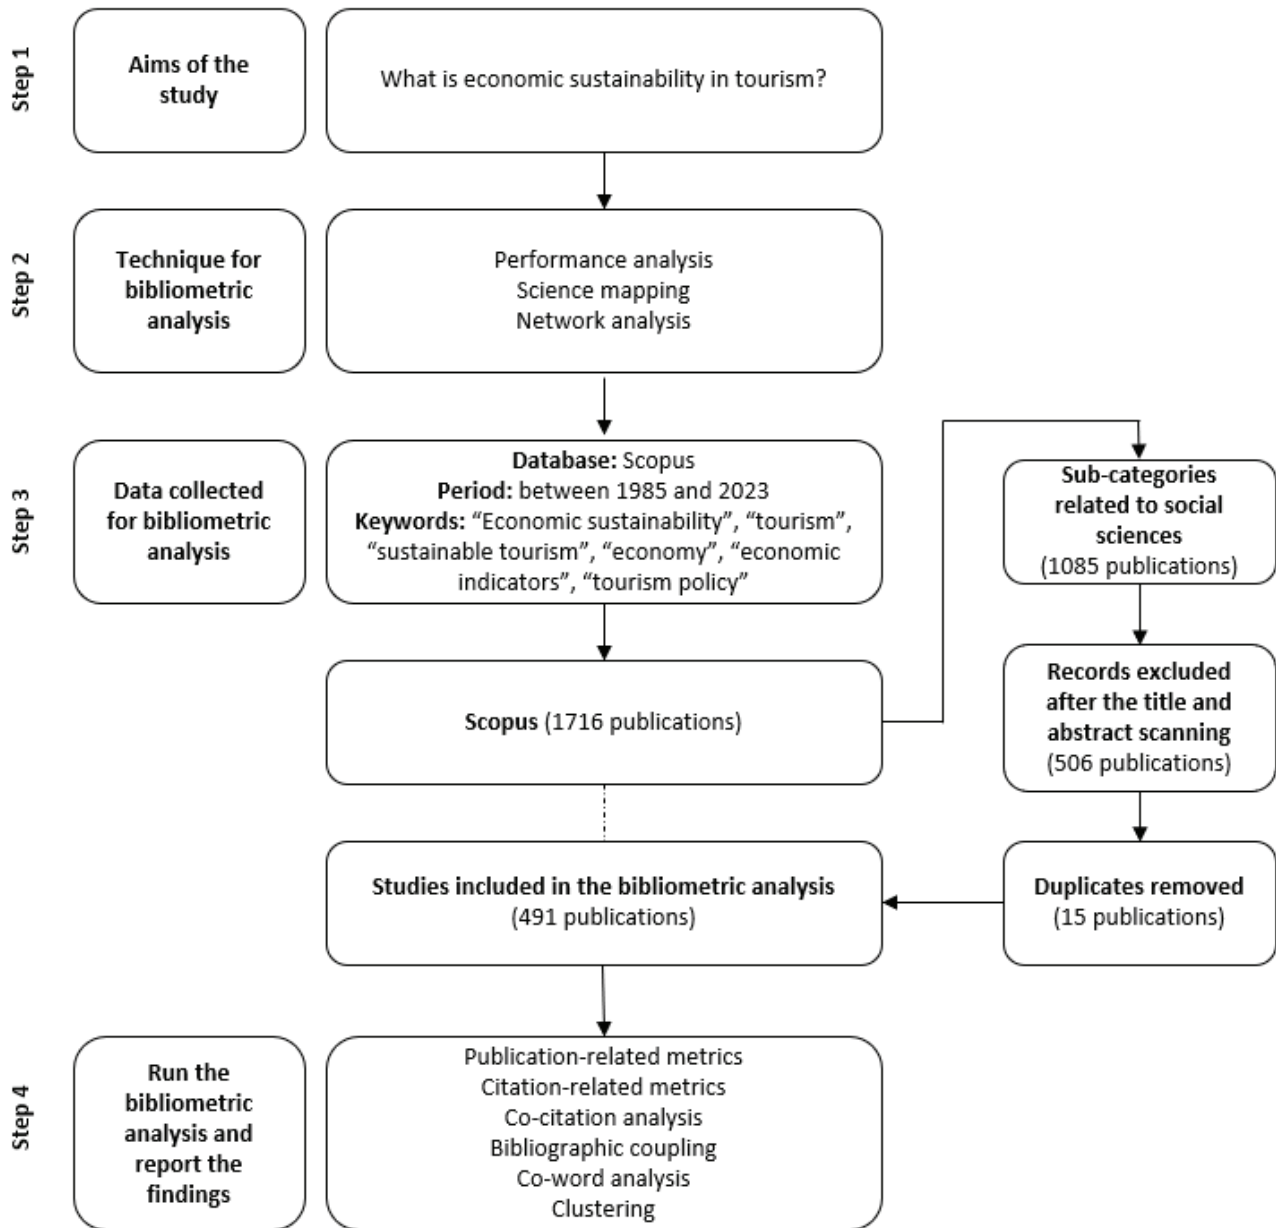 Step 1
Aims of the
study
What is economic sustainability in tourism?
Step 2
Technique for
bibliometric
analysis
Performance analysis
Science mapping
Network analysis
Step 3
Data collected
for bibliometric
analysis
Database: Scopus
Period: between 1985 and 2023
Keywords: “Economic sustainability”, “tourism”,
“sustainable tourism”, “economy”, “economic
indicators”, “tourism policy”
Scopus (1716 publications)
Sub-categories
related to social
sciences
(1085 publications)
Records excluded
after the title and
abstract scanning
(506 publications)
Duplicates removed
(15 publications)
Studies included in the bibliometric analysis
(491 publications)
Step 4
Run the
bibliometric
analysis and
report the
findings
Publication-related metrics
Citation-related metrics
Co-citation analysis
Bibliographic coupling
Co-word analysis
Clustering